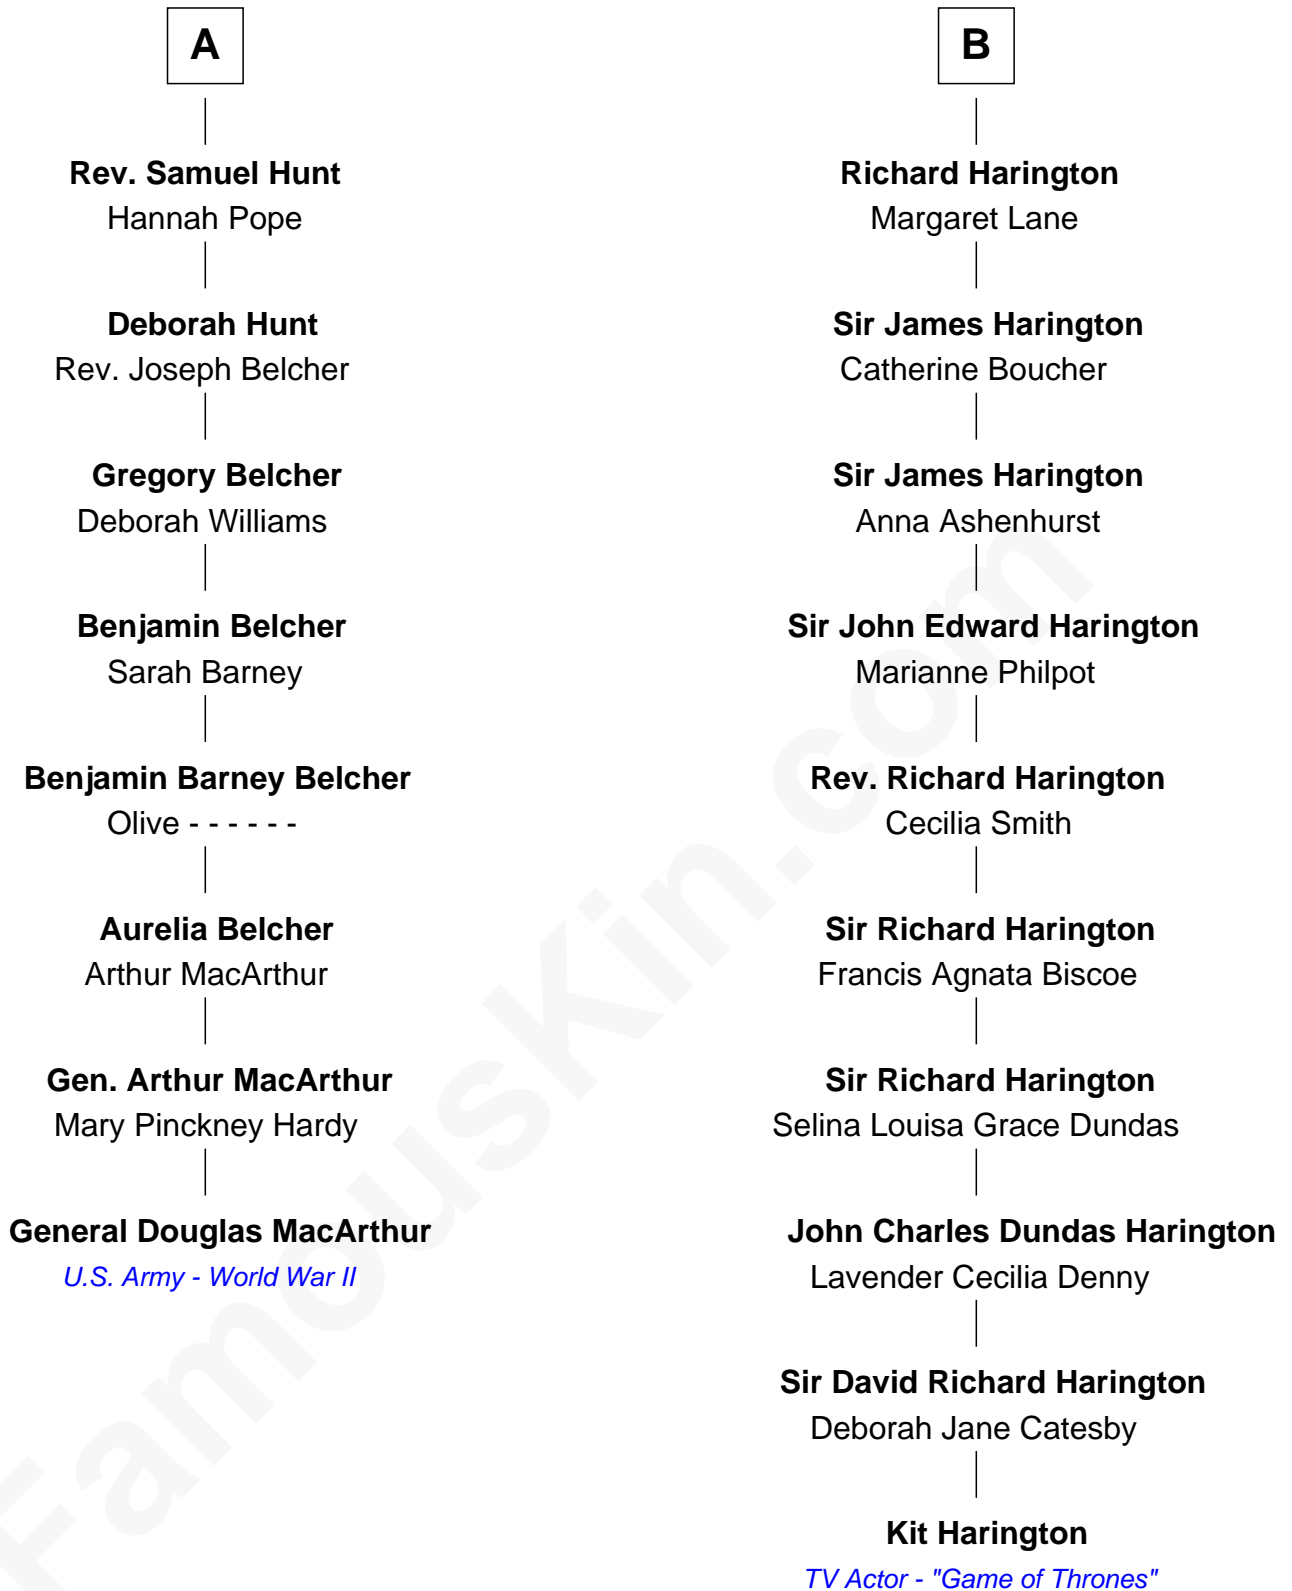 A
Rev. Samuel Hunt
Hannah Pope
Deborah Hunt
Rev. Joseph Belcher
Gregory Belcher
Deborah Williams
Benjamin Belcher
Sarah Barney
Benjamin Barney Belcher
Olive - - - - - -
Aurelia Belcher
Arthur MacArthur
Gen. Arthur MacArthur
Mary Pinckney Hardy
General Douglas MacArthur
U.S. Army - World War II
B
Richard Harington
Margaret Lane
Sir James Harington
Catherine Boucher
Sir James Harington
Anna Ashenhurst
Sir John Edward Harington
Marianne Philpot
Rev. Richard Harington
Cecilia Smith
Sir Richard Harington
Francis Agnata Biscoe
Sir Richard Harington
Selina Louisa Grace Dundas
John Charles Dundas Harington
Lavender Cecilia Denny
Sir David Richard Harington
Deborah Jane Catesby
Kit Harington
TV Actor - "Game of Thrones"
FamousKin.com